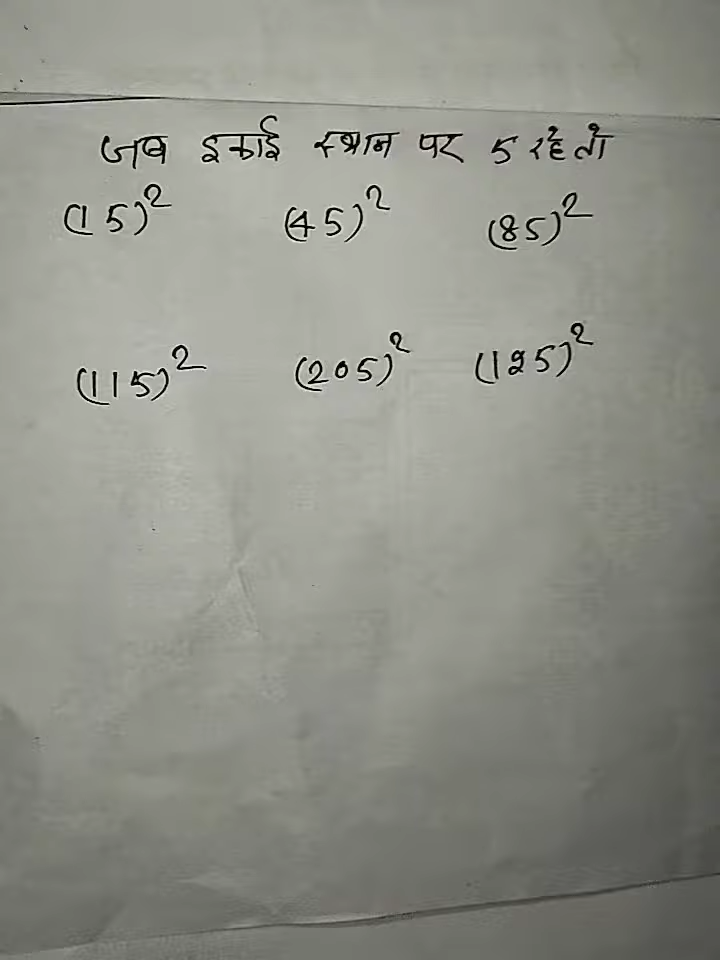 जब इकाई स्थान पर 5 रहे तो
(15)² (45)² (85)²
(115)² (205)² (125)²